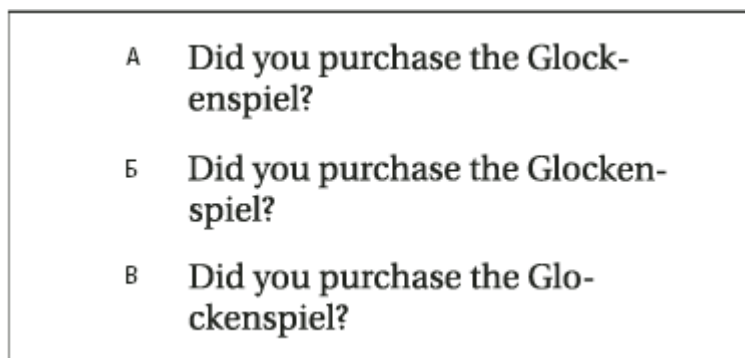 А Did you purchase the Glock-
enspiel?
Б Did you purchase the Glocken-
spiel?
В Did you purchase the Glo-
ckenspiel?